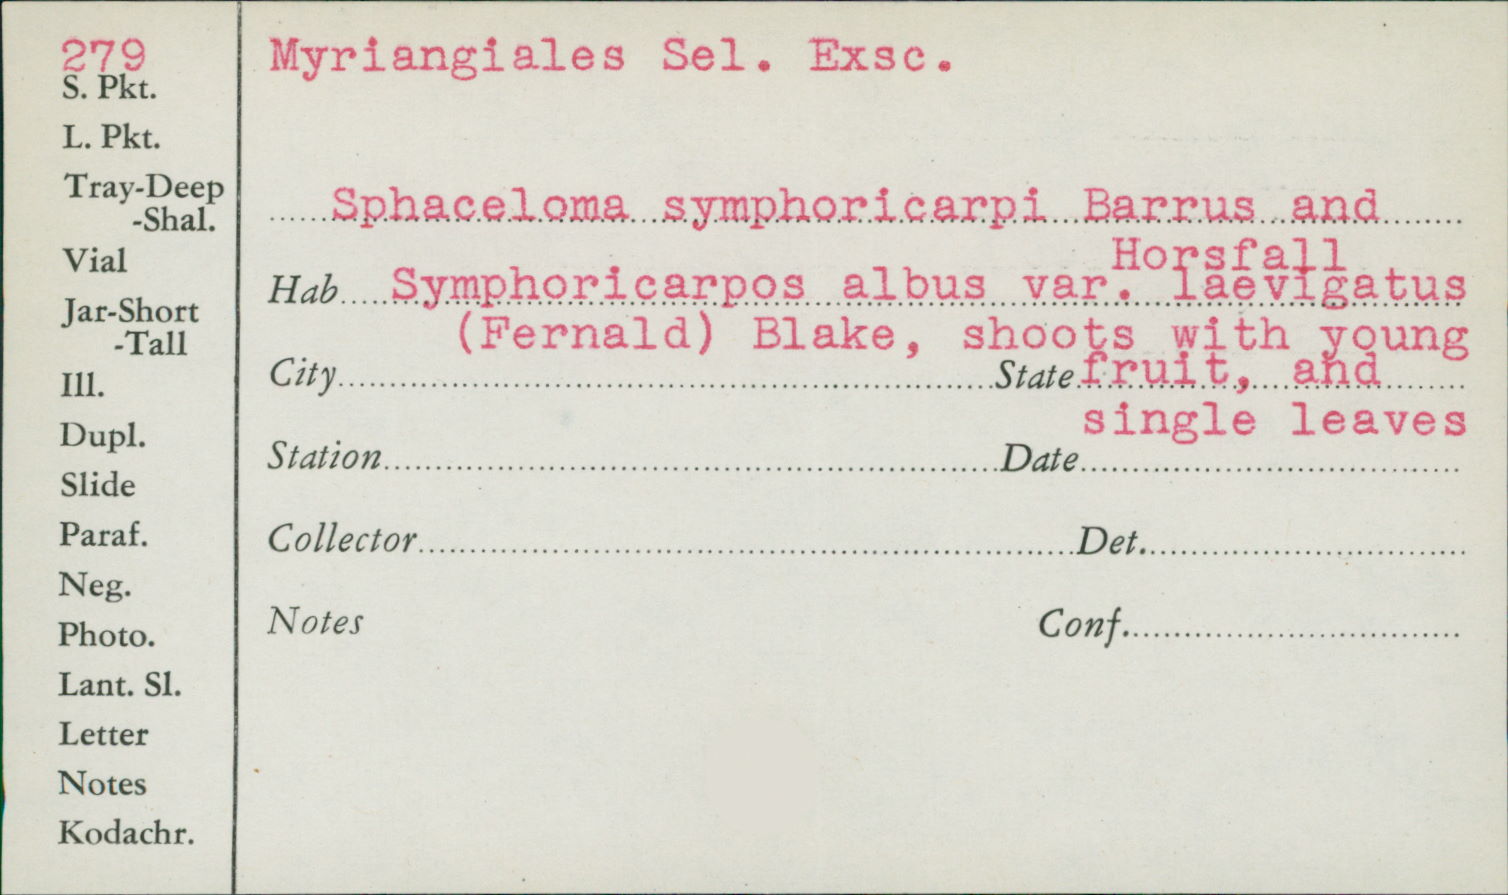 279
S. Pkt.
L. Pkt.
Tray-Deep
-Shal.
Vial
Jar-Short
-Tall
Ill.
Dupl.
Slide
Paraf.
Neg.
Photo.
Lant. Sl.
Letter
Notes
Kodachr.
Myriangiales Sel. Exsc.
Sphaceloma symphoricarpi Barrus and
Horsfall
Hab Symphoricarpos albus var. laevigatus
(Fernald) Blake, shoots with young
City State fruit, and
single leaves
Station Date
Collector Det.
Notes Conf.